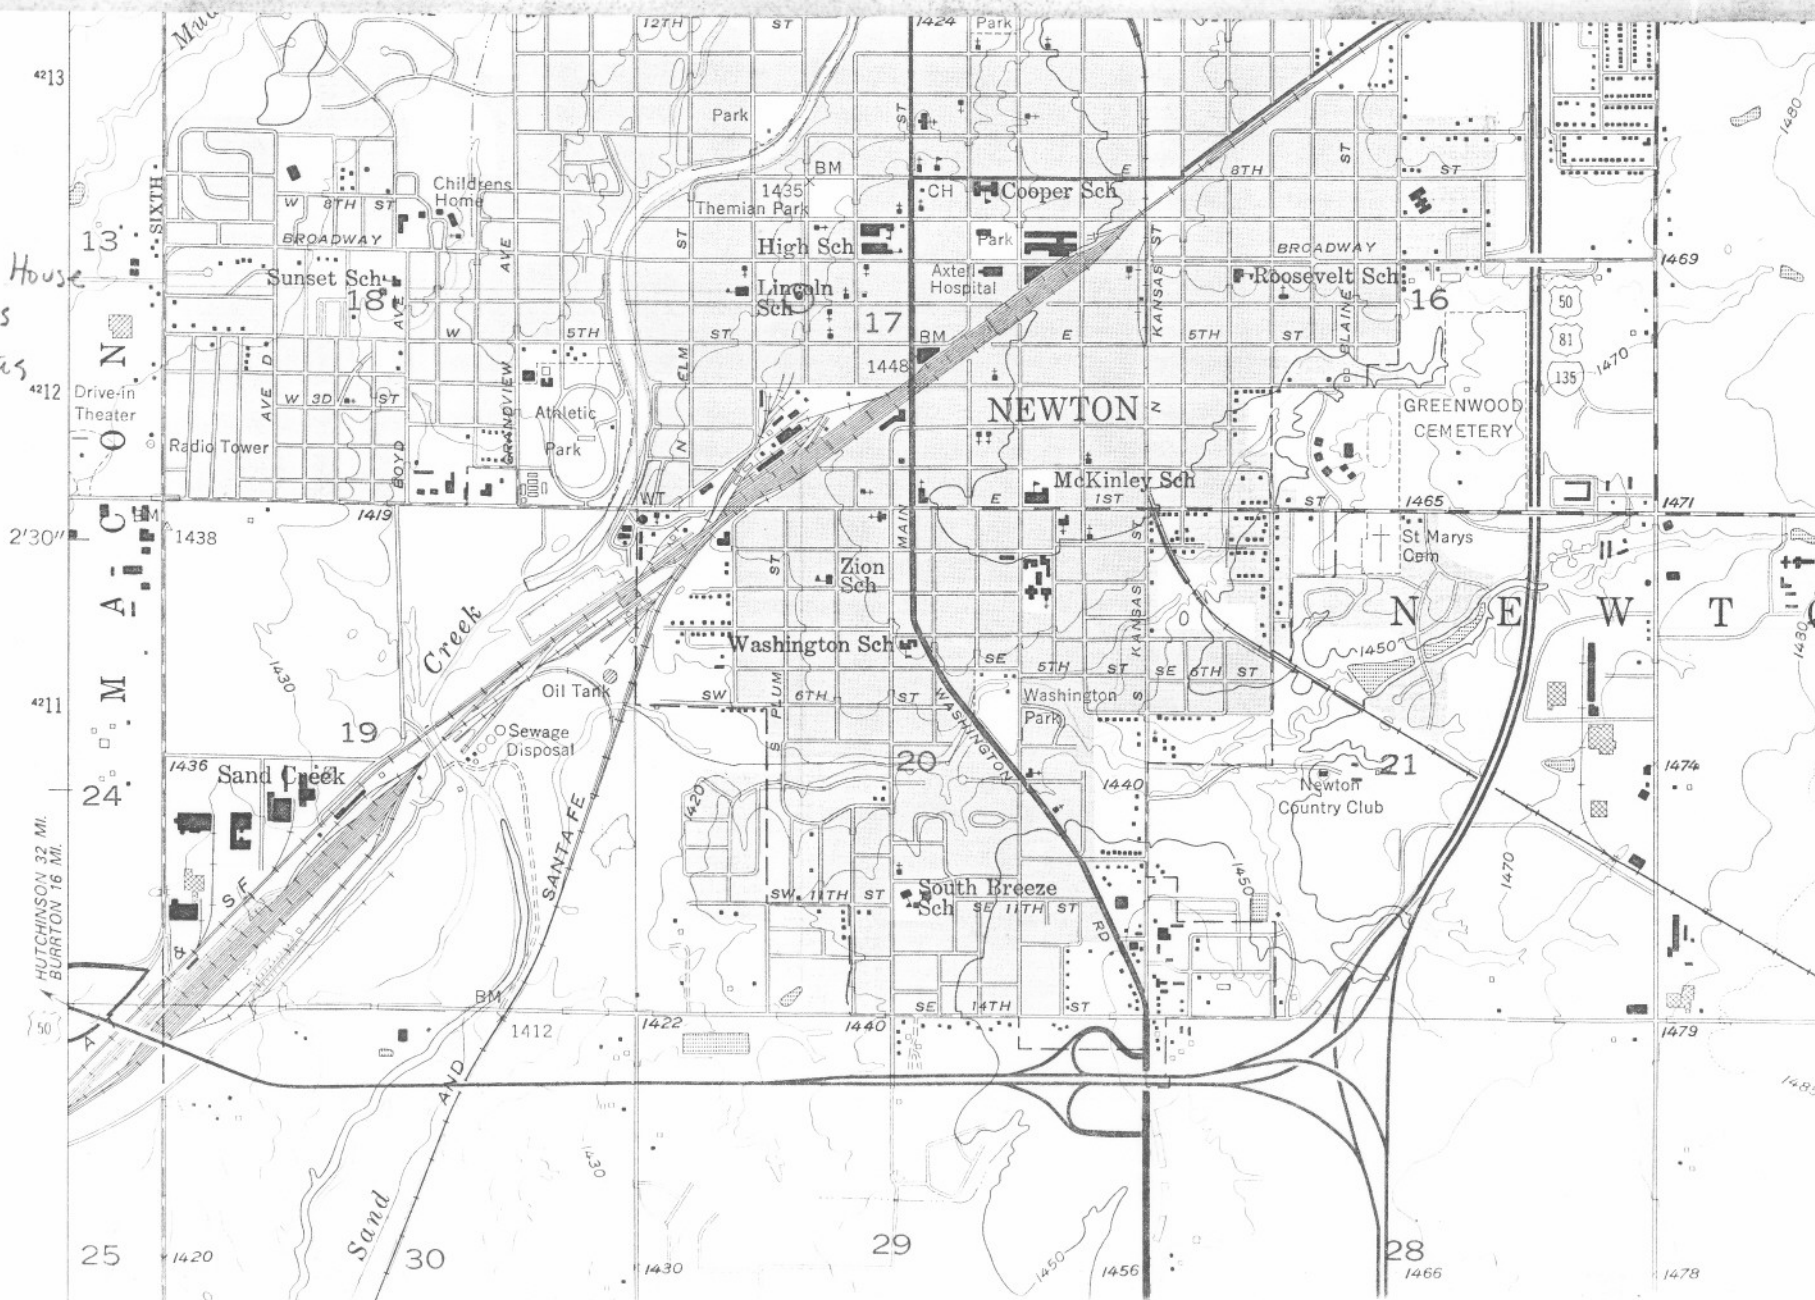 12TH
ST
1424
Park
4213
Park
ST
BM
1435
Themian Park
CH
Cooper Sch
E
8TH
ST
ST
1480
SIXTH
W
8TH
ST
Childrens
Home
BROADWAY
AVE
ST
High Sch
Park
Axtell
Hospital
ST
BROADWAY
1469
13
House
Sunset Sch
18
AVE
Lincoln
Sch
17
KANSAS
Roosevelt Sch
16
BLAINE
50
81
135
1470
W
5TH
ST
BM
1448
E
5TH
ST
4212
Drive-in
Theater
AVE
D
W
3D
ST
GRANDVIEW
ELM
N
Athletic
Park
NEWTON
N
GREENWOOD
CEMETERY
Radio Tower
BOYD
McKinley Sch
E
1ST
ST
1465
1471
WT
MAIN
ST
2'30"
BM
1438
1419
St Marys
Cem
Zion
Sch
ST
KANSAS
S
N E W T O
M A C O N
Creek
Washington Sch
SE
5TH
ST
SE
6TH
ST
1450
1480
1430
Oil Tank
SW
6TH
ST
PLUM
S
WASHINGTON
RD
Washington
Park
4211
19
Sewage
Disposal
20
21
1436
Sand Creek
1440
Newton
Country Club
1474
24
1420
HUTCHINSON 32 MI.
BURRTON 16 MI.
SANTA FE
1470
1450
S F
&
SW
11TH
ST
South Breeze
Sch
SE
11TH
ST
BM
1412
50
A
1422
1440
SE
14TH
ST
1479
AND
1485
1430
Sand
25
1420
30
1430
29
1450
1456
28
1466
1478